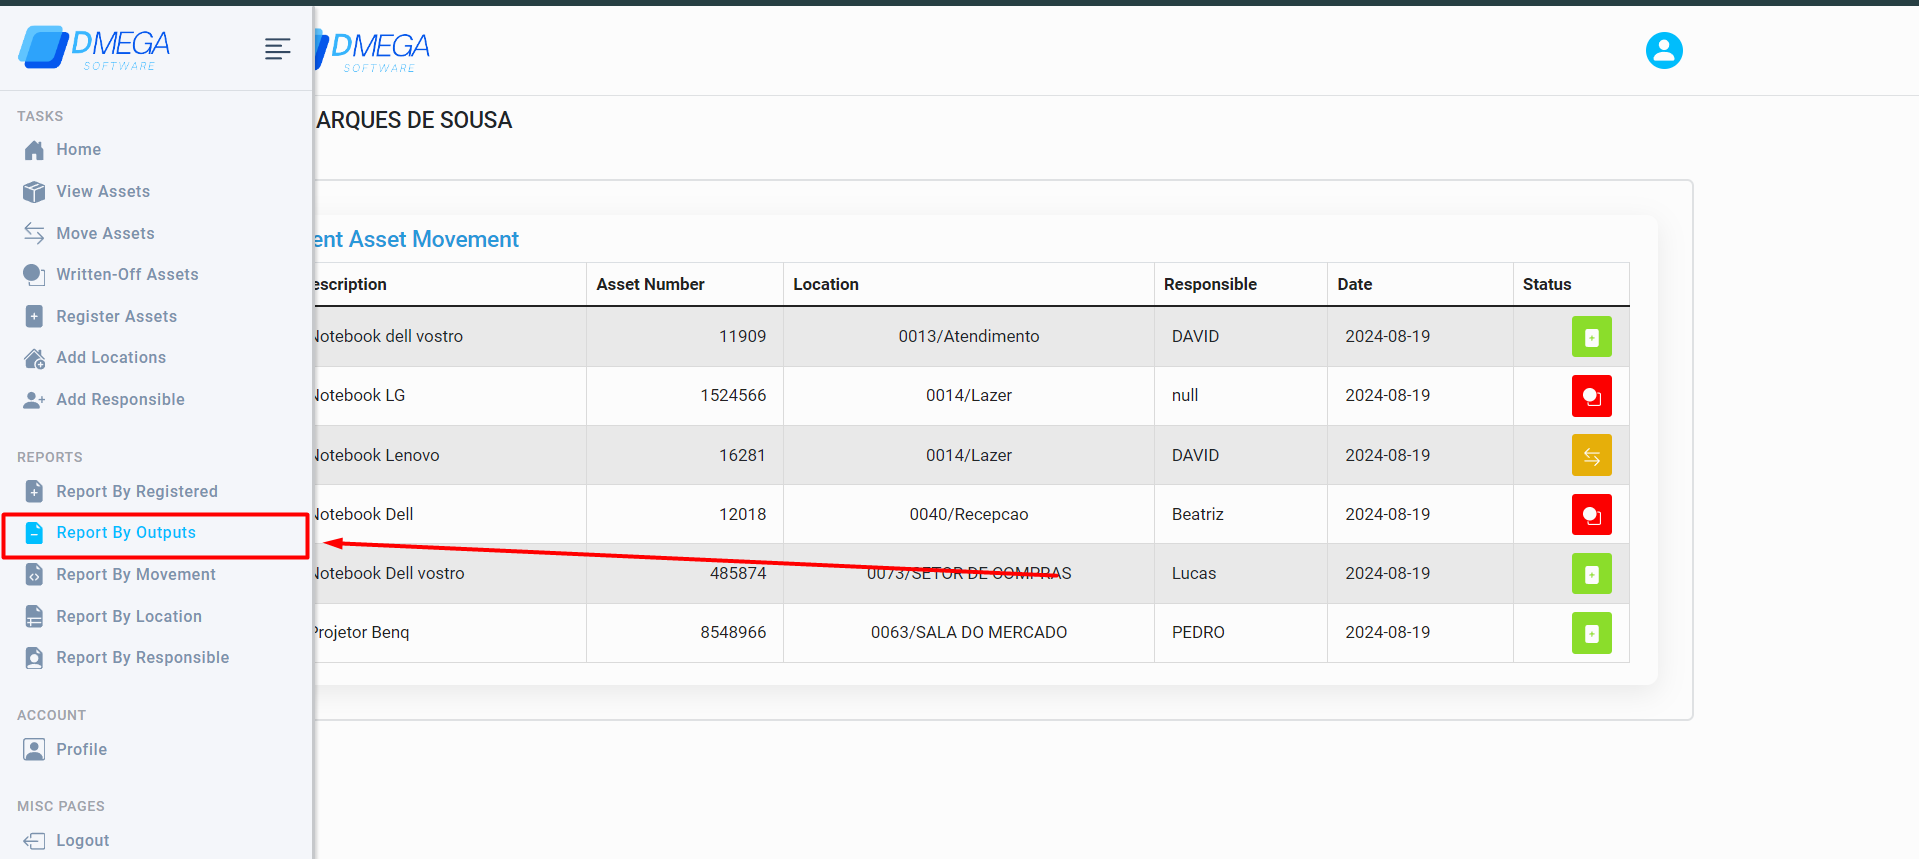 DMEGA
SOFTWARE
TASKS
Home
View Assets
Move Assets
Written-Off Assets
Register Assets
Add Locations
Add Responsible
REPORTS
Report By Registered
Report By Outputs
Report By Movement
Report By Location
Report By Responsible
ACCOUNT
Profile
MISC PAGES
Logout
DMEGA
SOFTWARE
ARQUES DE SOUSA
ent Asset Movement
escription Asset Number Location Responsible Date Status
Notebook dell vostro 11909 0013/Atendimento DAVID 2024-08-19
Notebook LG 1524566 0014/Lazer null 2024-08-19
Notebook Lenovo 16281 0014/Lazer DAVID 2024-08-19
Notebook Dell 12018 0040/Recepcao Beatriz 2024-08-19
Notebook Dell vostro 485874 0073/SETOR DE COMPRAS Lucas 2024-08-19
Projetor Benq 8548966 0063/SALA DO MERCADO PEDRO 2024-08-19